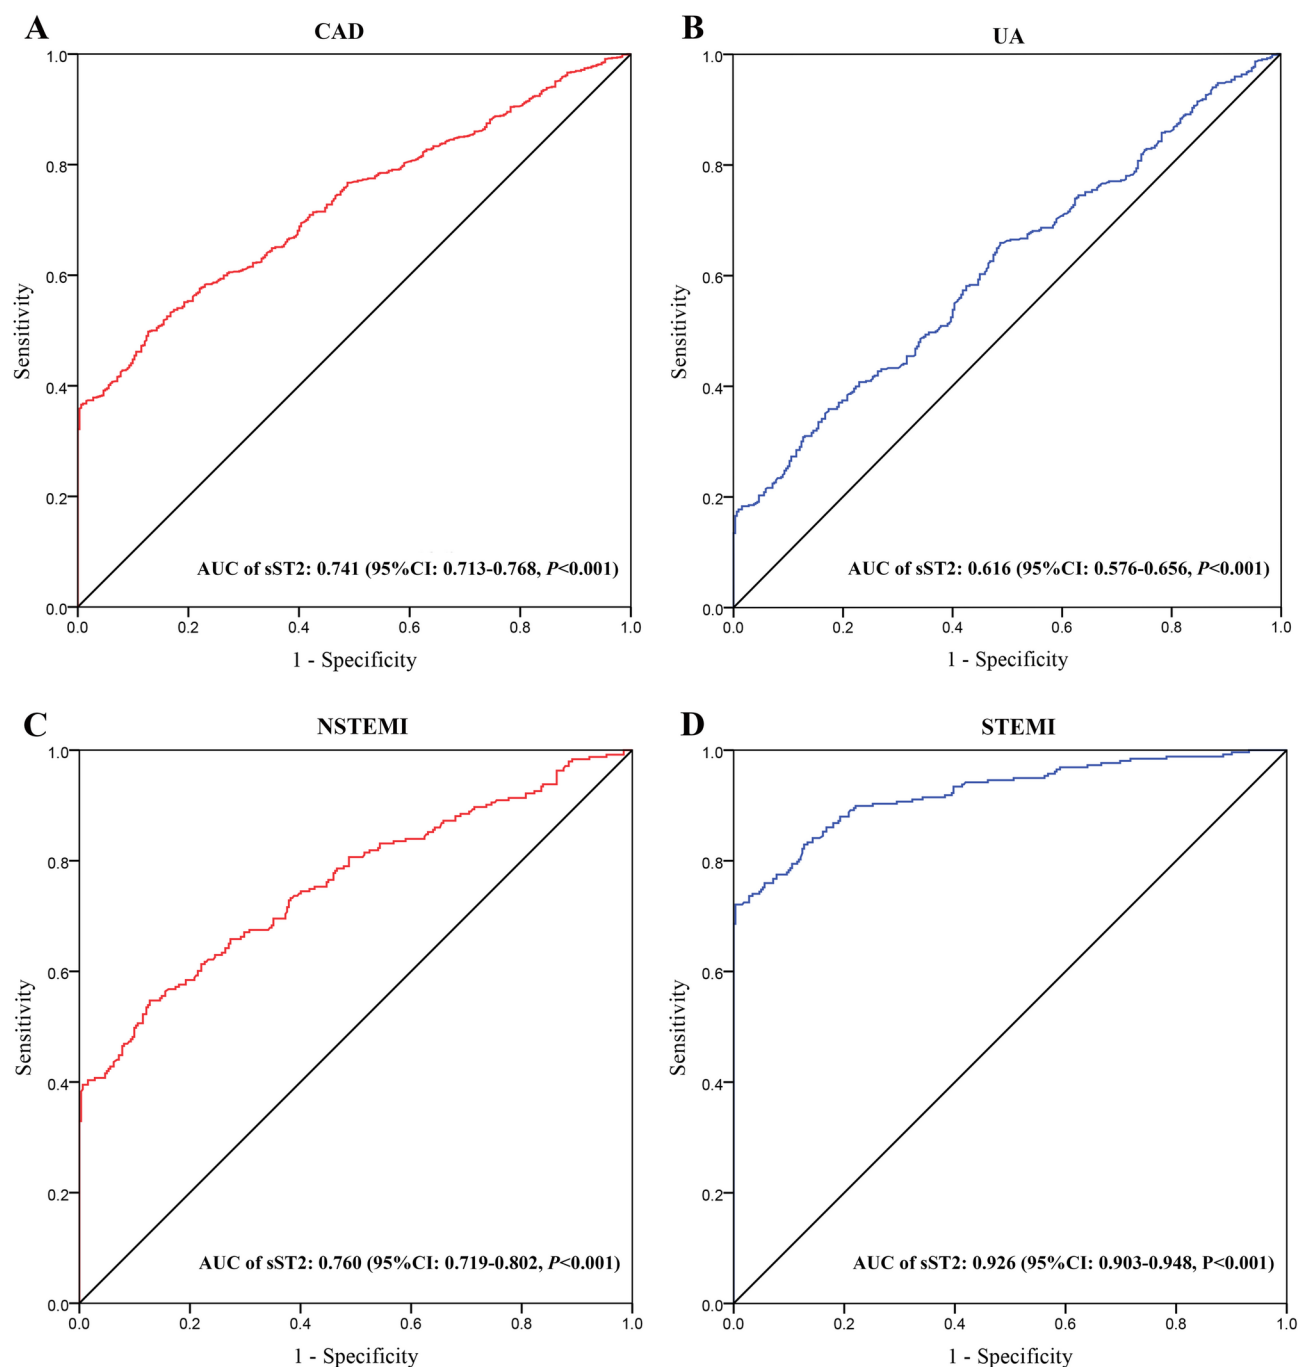 A
CAD
1.0
0.8
0.6
0.4
0.2
0.0
Sensitivity
AUC of sST2: 0.741 (95%CI: 0.713-0.768, P<0.001)
0.0 0.2 0.4 0.6 0.8 1.0
1 - Specificity
B
UA
1.0
0.8
0.6
0.4
0.2
0.0
Sensitivity
AUC of sST2: 0.616 (95%CI: 0.576-0.656, P<0.001)
0.0 0.2 0.4 0.6 0.8 1.0
1 - Specificity
C
NSTEMI
1.0
0.8
0.6
0.4
0.2
0.0
Sensitivity
AUC of sST2: 0.760 (95%CI: 0.719-0.802, P<0.001)
0.0 0.2 0.4 0.6 0.8 1.0
1 - Specificity
D
STEMI
1.0
0.8
0.6
0.4
0.2
0.0
Sensitivity
AUC of sST2: 0.926 (95%CI: 0.903-0.948, P<0.001)
0.0 0.2 0.4 0.6 0.8 1.0
1 - Specificity